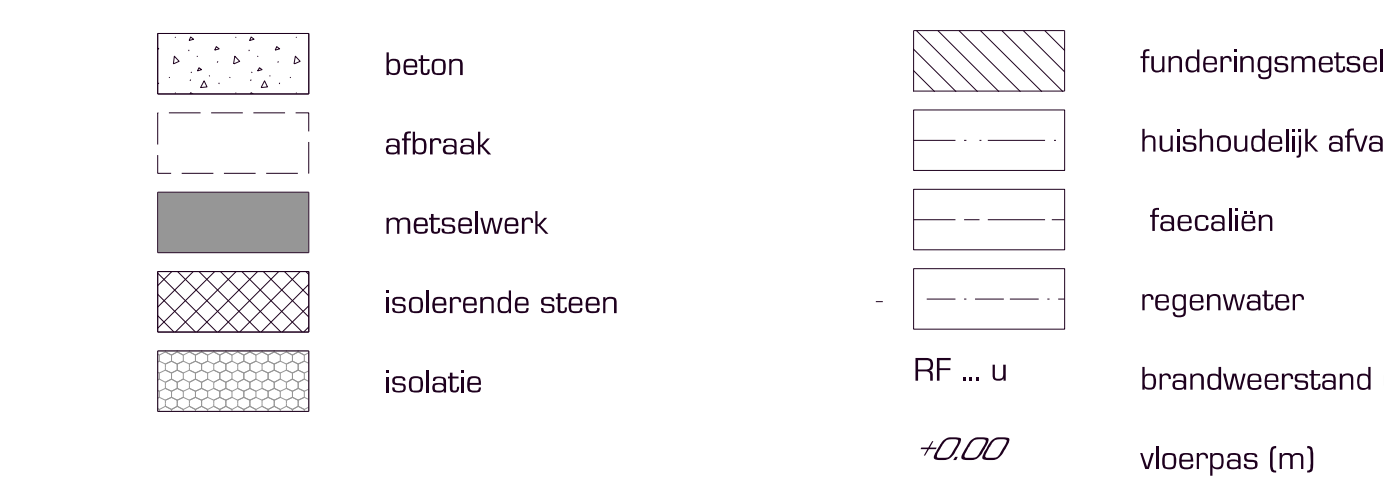 beton
afbraak
metselwerk
isolerende steen
isolatie
funderingsmetsel
huishoudelijk afva
faecaliën
regenwater
RF ... u brandweerstand
+0.00 vloerpas (m)